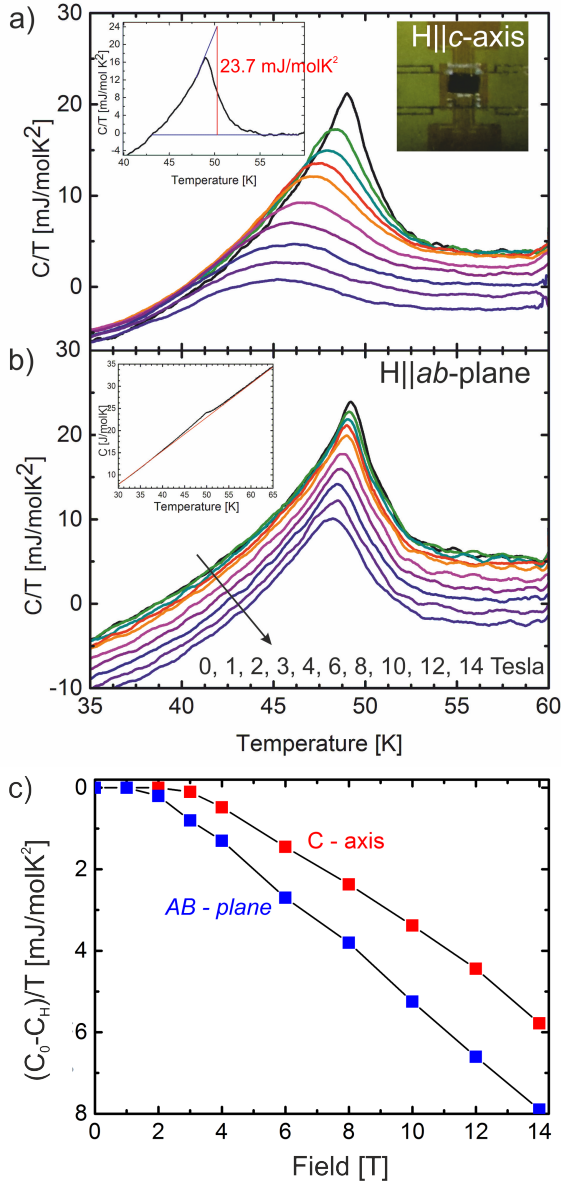 a)
H||c-axis
24
20
16
12
8
4
0
-4
C/T [mJ/mol K²]
23.7 mJ/molK²
40 45 50 55
Temperature [K]
30
20
10
0
C/T [mJ/molK²]
b)
H||ab-plane
35
30
25
20
15
10
C [J/molK]
30 35 40 45 50 55 60 65
Temperature [K]
30
20
10
0
-10
C/T [mJ/molK²]
0, 1, 2, 3, 4, 6, 8, 10, 12, 14 Tesla
35 40 45 50 55 60
Temperature [K]
c)
0
2
4
6
8
(C₀-C_H)/T [mJ/molK²]
C - axis
AB - plane
0 2 4 6 8 10 12 14
Field [T]